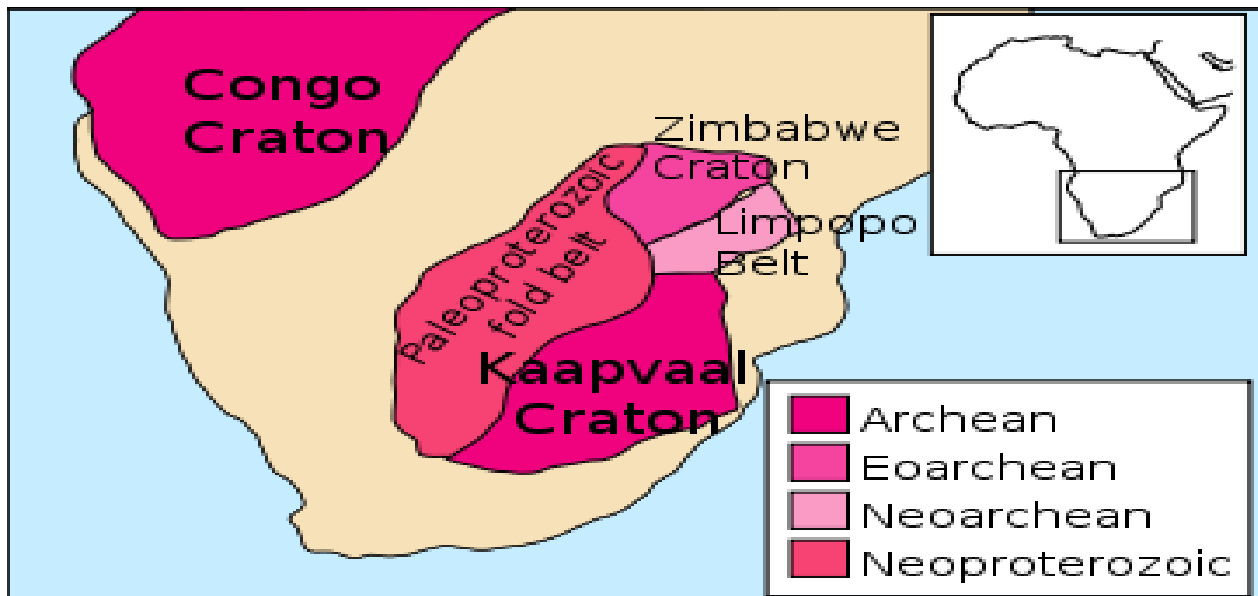 Congo
Craton
Zimbabwe
Craton
Limpopo
Belt
Paleoproterozoic
fold belt
Kaapvaal
Craton
Archean
Eoarchean
Neoarchean
Neoproterozoic